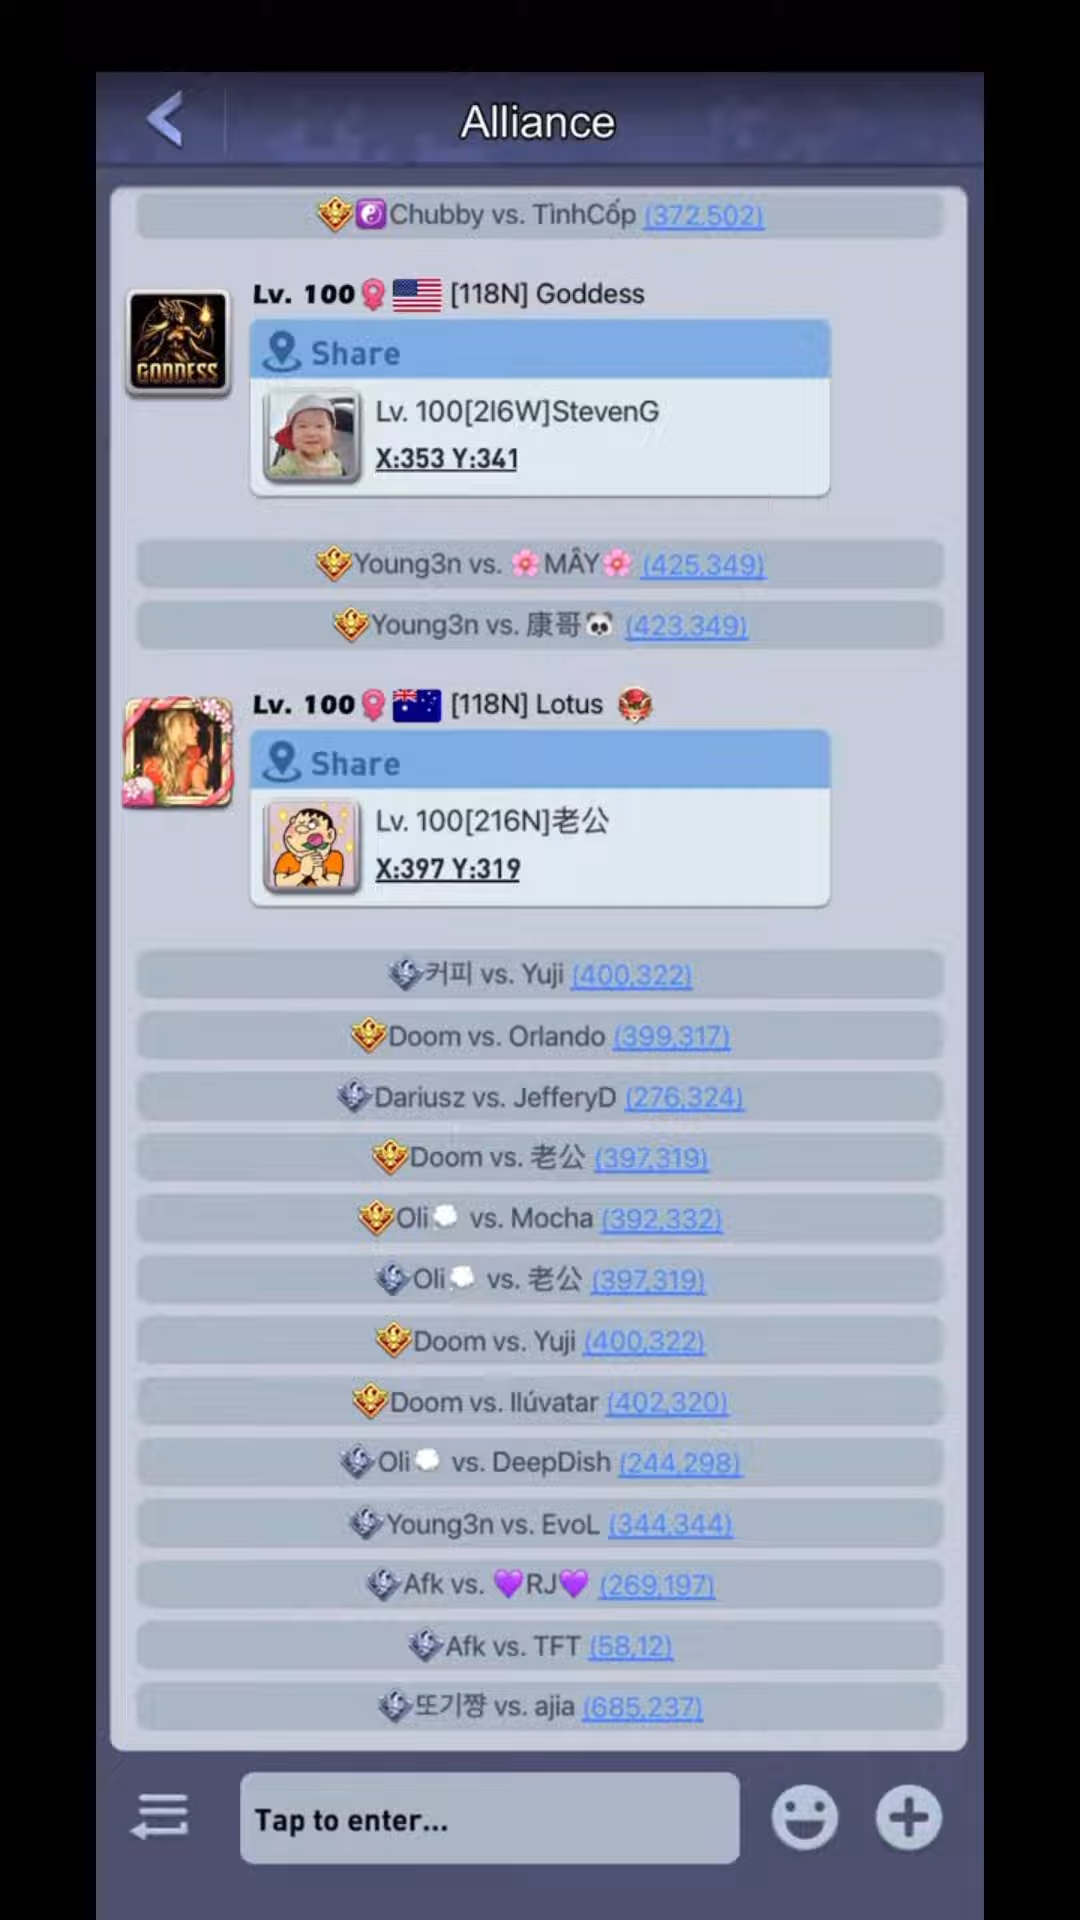 Alliance
Chubby vs. TìnhCốp (372,502)
Lv. 100 [118N] Goddess
GODDESS
Share
Lv. 100[2I6W]StevenG
X:353 Y:341
Young3n vs. 🌸MÂY🌸 (425,349)
Young3n vs. 康哥🐼 (423,349)
Lv. 100 [118N] Lotus
Share
Lv. 100[216N]老公
X:397 Y:319
커피 vs. Yuji (400,322)
Doom vs. Orlando (399,317)
Dariusz vs. JefferyD (276,324)
Doom vs. 老公 (397,319)
Oli💭 vs. Mocha (392,332)
Oli💭 vs. 老公 (397,319)
Doom vs. Yuji (400,322)
Doom vs. Ilúvatar (402,320)
Oli💭 vs. DeepDish (244,298)
Young3n vs. EvoL (344,344)
Afk vs. 💜RJ💜 (269,197)
Afk vs. TFT (58,12)
또기쨩 vs. ajia (685,237)
Tap to enter...